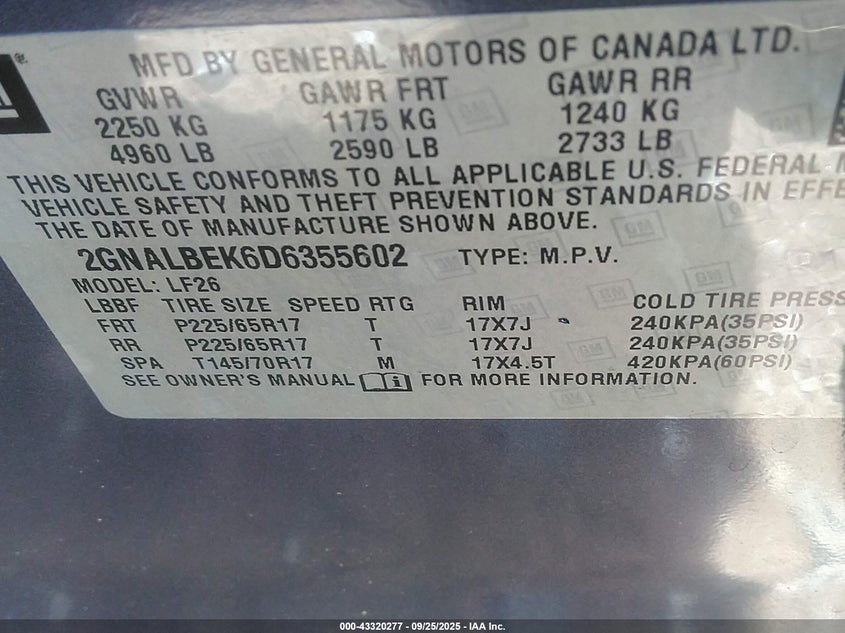 MFD BY GENERAL MOTORS OF CANADA LTD.
GVWR GAWR FRT GAWR RR
2250 KG 1175 KG 1240 KG
4960 LB 2590 LB 2733 LB
THIS VEHICLE CONFORMS TO ALL APPLICABLE U.S. FEDERAL M
VEHICLE SAFETY AND THEFT PREVENTION STANDARDS IN EFFE
THE DATE OF MANUFACTURE SHOWN ABOVE.
2GNALBEK6D6355602 TYPE: M.P.V.
MODEL: LF26
LBBF TIRE SIZE SPEED RTG RIM COLD TIRE PRESS
FRT P225/65R17 T 17X7J 240KPA(35PSI)
RR P225/65R17 T 17X7J 240KPA(35PSI)
SPA T145/70R17 M 17X4.5T 420KPA(60PSI)
SEE OWNER'S MANUAL i FOR MORE INFORMATION.
000-43320277 - 09/25/2025 - IAA Inc.